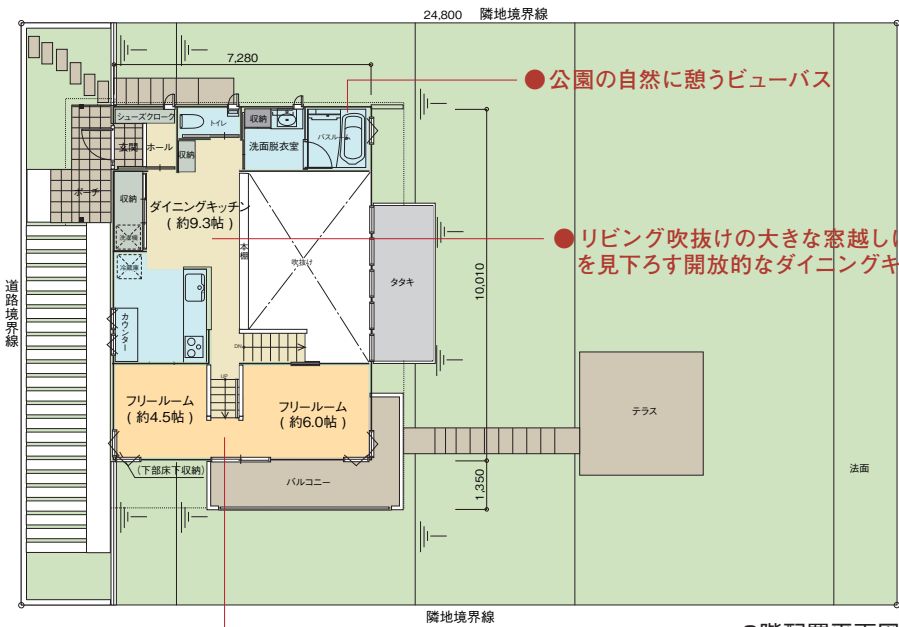 24,800 隣地境界線
7,280
●公園の自然に憩うビューバス
シューズクローク
トイレ
収納
洗面脱衣室
バスルーム
玄関
ホール
収納
ポーチ
収納
ダイニングキッチン
( 約9.3帖 )
本棚
吹抜け
●リビング吹抜けの大きな窓越しに
を見下ろす開放的なダイニングキ
洗濯機
冷蔵庫
タタキ
10,010
道路境界線
カウンター
DN
UP
フリールーム
( 約4.5帖 )
フリールーム
( 約6.0帖 )
テラス
(下部床下収納)
バルコニー
1,350
法面
隣地境界線